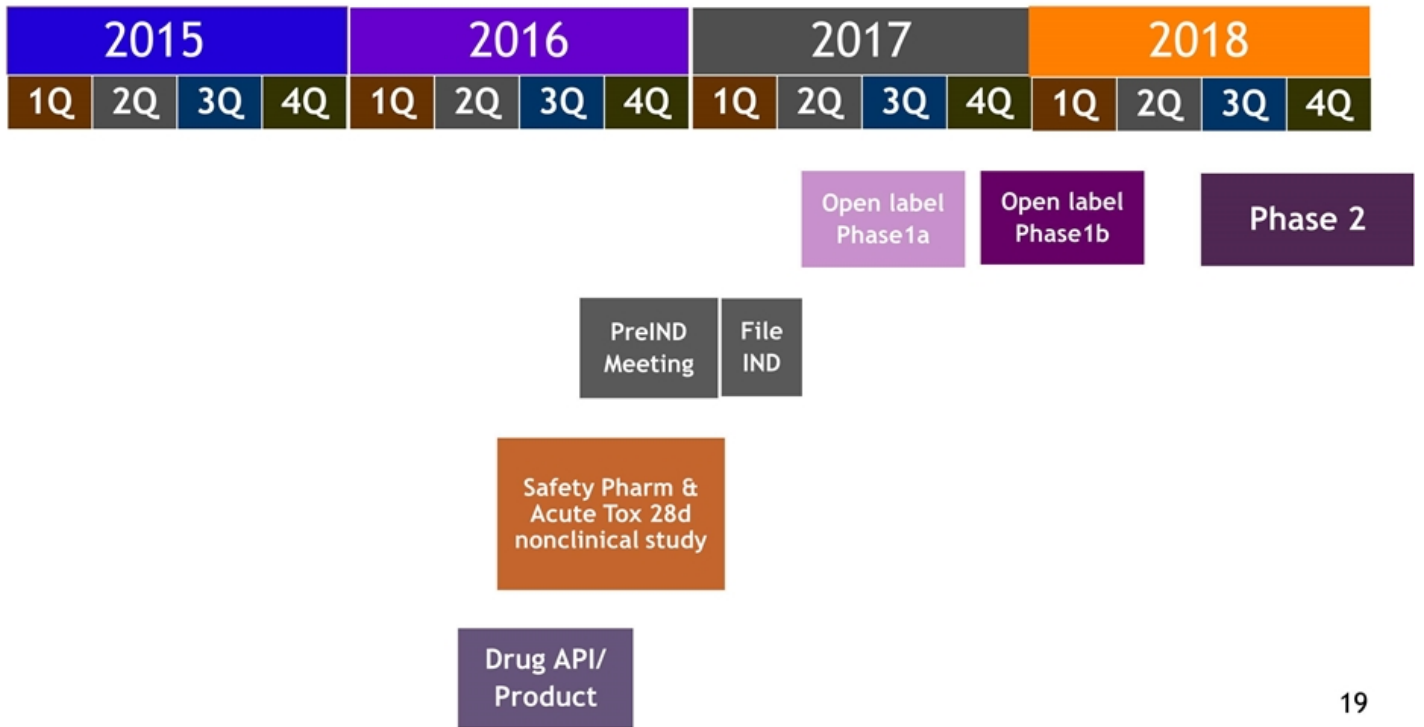 2015 2016 2017 2018
1Q 2Q 3Q 4Q 1Q 2Q 3Q 4Q 1Q 2Q 3Q 4Q 1Q 2Q 3Q 4Q
Open label
Phase1a
Open label
Phase1b
Phase 2
PreIND
Meeting
File
IND
Safety Pharm &
Acute Tox 28d
nonclinical study
Drug API/
Product
19